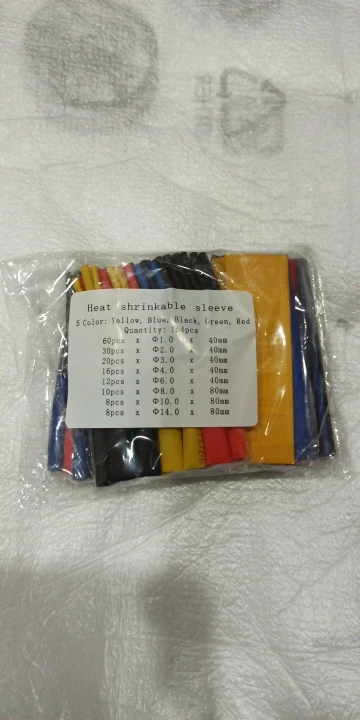 Heat shrinkable sleeve
5 Color: Yellow, Blue, Black, Green, Red
Quantity: 164pcs
60pcs x Φ1.0 x 40mm
30pcs x Φ2.0 x 40mm
20pcs x Φ3.0 x 40mm
16pcs x Φ4.0 x 40mm
12pcs x Φ6.0 x 40mm
10pcs x Φ8.0 x 80mm
8pcs x Φ10.0 x 80mm
8pcs x Φ14.0 x 80mm